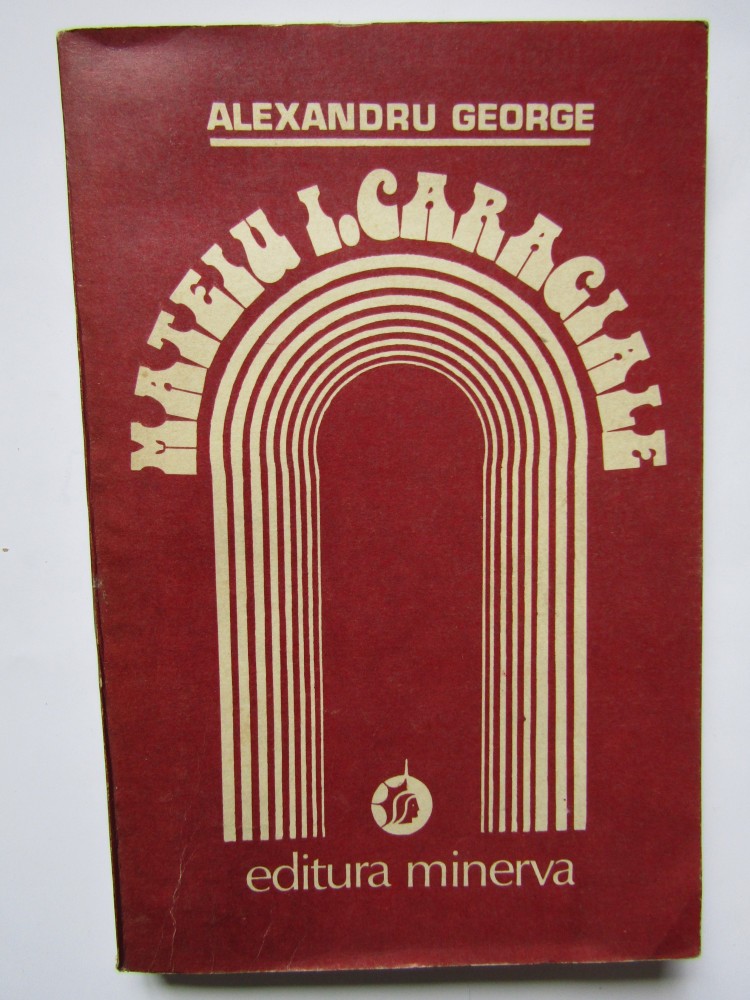 ALEXANDRU GEORGE
MATEIU I. CARAGIALE
editura minerva